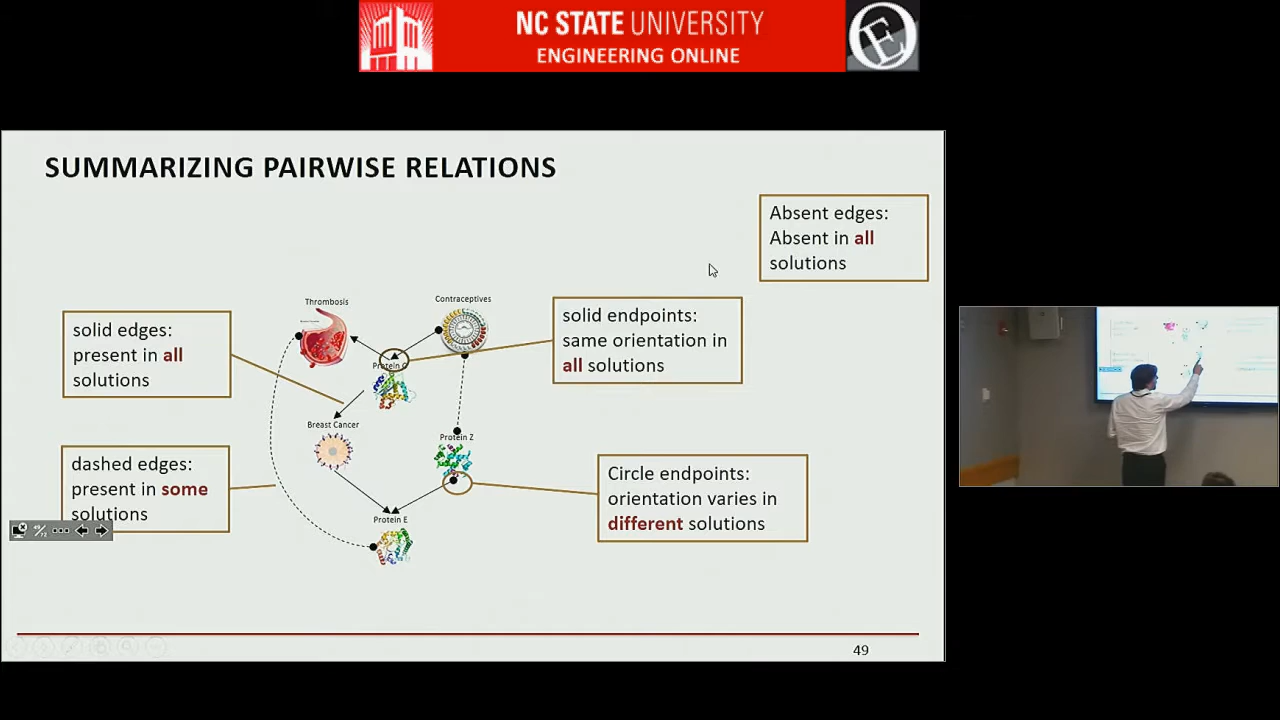 NC STATE UNIVERSITY
ENGINEERING ONLINE
SUMMARIZING PAIRWISE RELATIONS
Absent edges:
Absent in all
solutions
Thrombosis
Contraceptives
solid edges:
present in all
solutions
solid endpoints:
same orientation in
all solutions
Protein C
Breast Cancer
Protein Z
dashed edges:
present in some
solutions
Circle endpoints:
orientation varies in
different solutions
Protein E
49